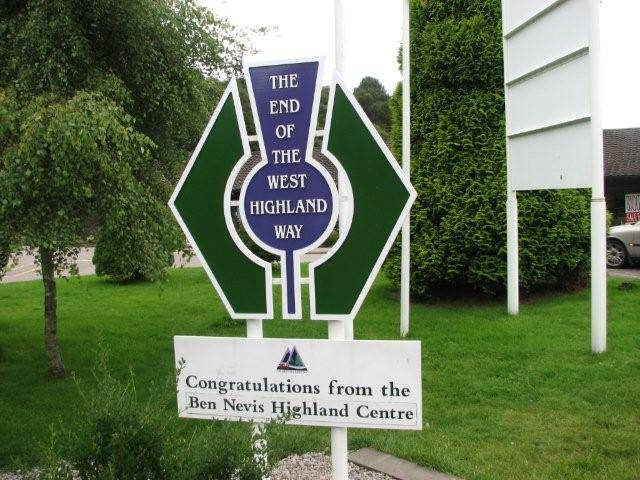 THE
END
OF
THE
WEST
HIGHLAND
WAY
Congratulations from the
Ben Nevis Highland Centre